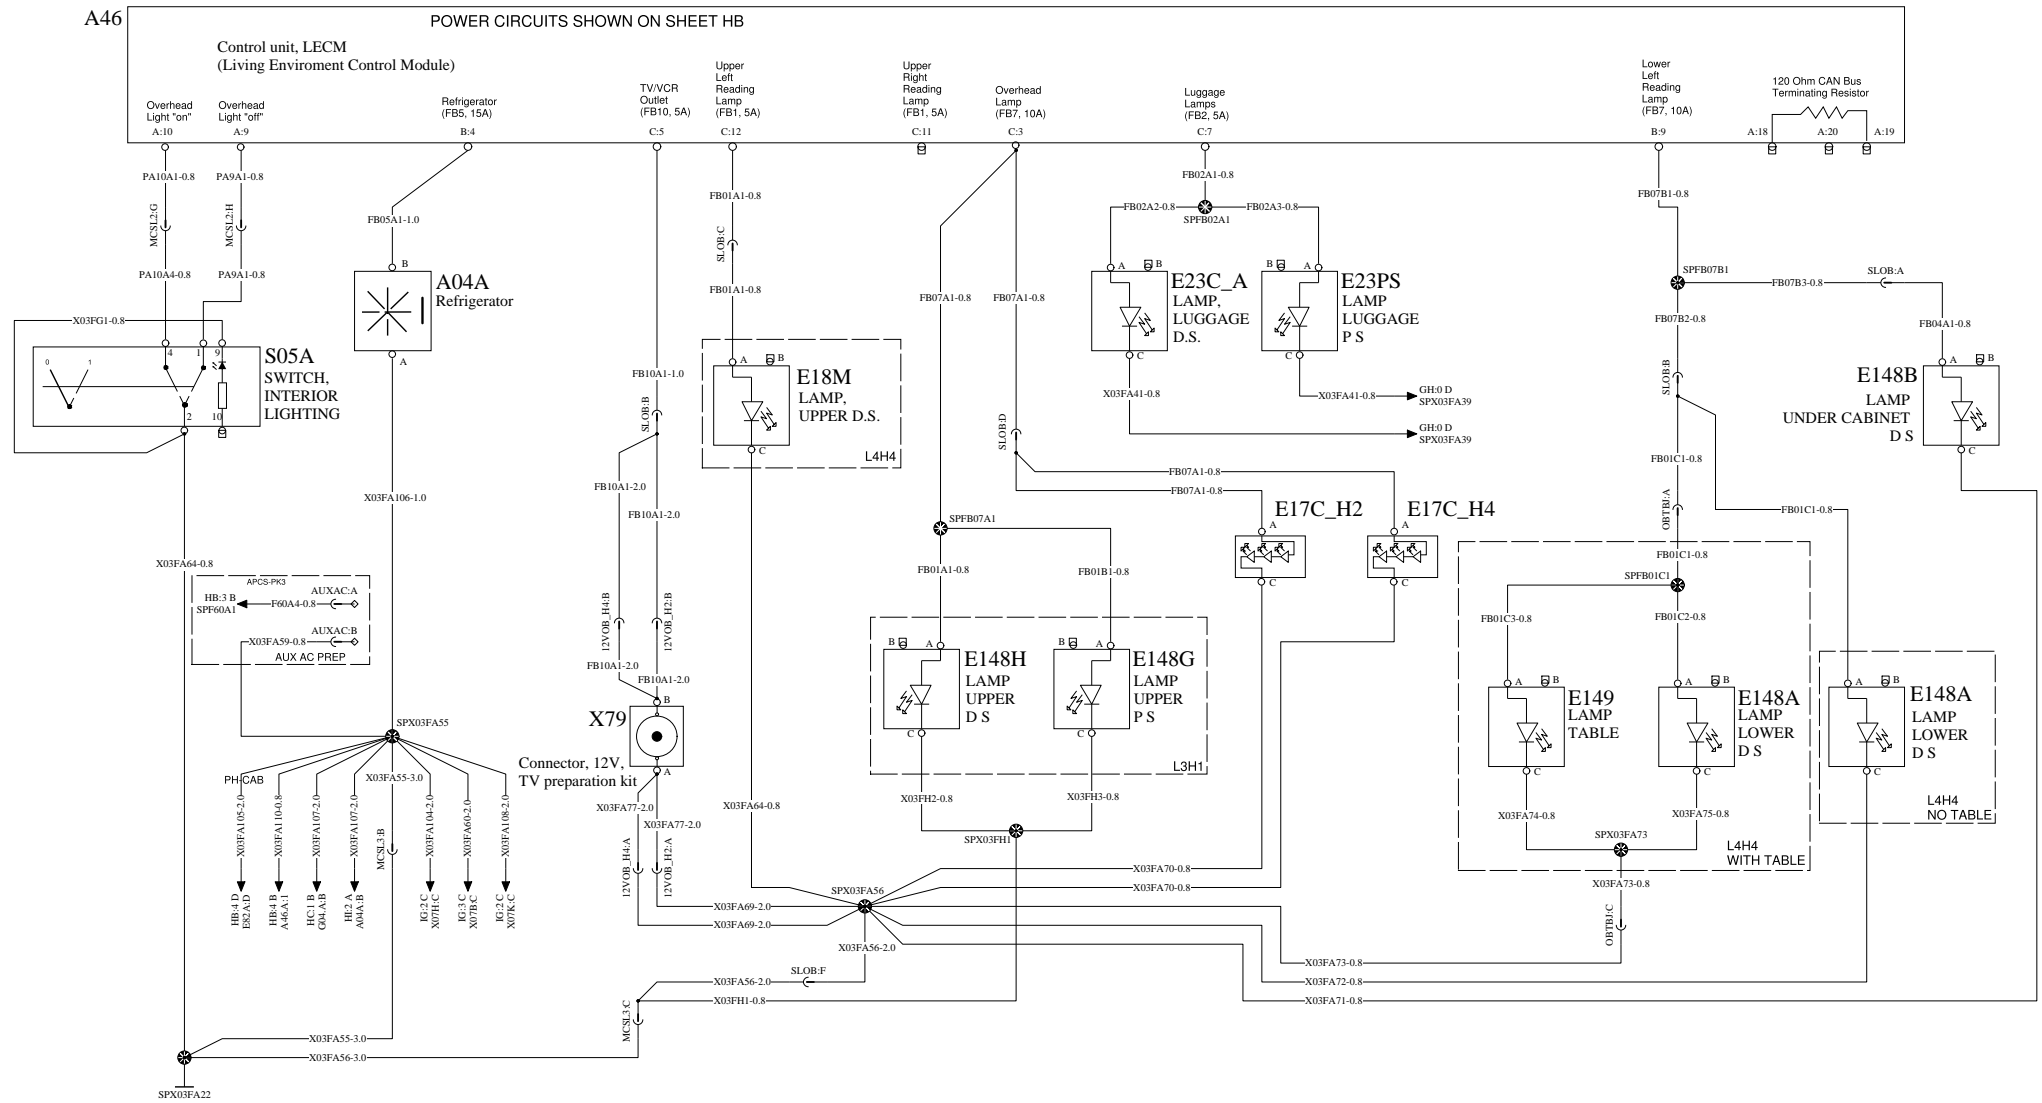 A46
POWER CIRCUITS SHOWN ON SHEET HB
Control unit, LECM
(Living Enviroment Control Module)
Overhead
Light "on"
A:10
Overhead
Light "off"
A:9
Refrigerator
(FB5, 15A)
B:4
TV/VCR
Outlet
(FB10, 5A)
C:5
Upper
Left
Reading
Lamp
(FB1, 5A)
C:12
Upper
Right
Reading
Lamp
(FB1, 5A)
C:11
Overhead
Lamp
(FB7, 10A)
C:3
Luggage
Lamps
(FB2, 5A)
C:7
Lower
Left
Reading
Lamp
(FB7, 10A)
B:9
120 Ohm CAN Bus
Terminating Resistor
A:18
A:20
A:19
PA10A1-0.8
PA9A1-0.8
MCSL2:G
MCSL2:H
PA10A4-0.8
PA9A1-0.8
X03FG1-0.8
0
1
4
1
9
2
10
S05A
SWITCH,
INTERIOR
LIGHTING
FB05A1-1.0
B
A04A
Refrigerator
A
X03FA106-1.0
X03FA64-0.8
APCS-PK3
HB:3 B
SPF60A1
F60A4-0.8
AUXAC:A
X03FA59-0.8
AUXAC:B
AUX AC PREP
SPX03FA55
PH-CAB
X03FA105-2.0
X03FA110-0.8
X03FA107-2.0
X03FA107-2.0
X03FA55-3.0
MCSL3:B
X03FA104-2.0
X03FA60-2.0
X03FA108-2.0
HB:4 D
E82A:D
HB:4 B
A46A:1
HC:1 B
G04A:B
HI:2 A
A04A:B
IG:2 C
X07H:C
IG:3 C
X07B:C
IG:2 C
X07K:C
X03FA55-3.0
X03FA56-3.0
SPX03FA22
FB10A1-1.0
SLOB:B
FB10A1-2.0
FB10A1-2.0
12VOB_H4:B
12VOB_H2:B
FB10A1-2.0
FB10A1-2.0
B
X79
Connector, 12V,
TV preparation kit
A
X03FA77-2.0
X03FA77-2.0
12VOB_H4:A
12VOB_H2:A
X03FA69-2.0
X03FA69-2.0
FB01A1-0.8
SLOB:C
FB01A1-0.8
A
B
E18M
LAMP,
UPPER D.S.
C
L4H4
X03FA64-0.8
SPX03FA56
X03FA56-2.0
SLOB:F
X03FA56-2.0
X03FH1-0.8
MCSL3:C
FB07A1-0.8
FB07A1-0.8
SLOB:D
FB07A1-0.8
FB07A1-0.8
SPFB07A1
FB01A1-0.8
FB01B1-0.8
B
A
E148H
LAMP
UPPER
D S
C
B
A
E148G
LAMP
UPPER
P S
C
L3H1
X03FH2-0.8
X03FH3-0.8
SPX03FH1
X03FA70-0.8
X03FA70-0.8
FB02A1-0.8
FB02A2-0.8
FB02A3-0.8
SPFB02A1
A
B
E23C_A
LAMP,
LUGGAGE
D.S.
C
B
A
E23PS
LAMP
LUGGAGE
P S
C
X03FA41-0.8
X03FA41-0.8
GH:0 D
SPX03FA39
GH:0 D
SPX03FA39
E17C_H2
A
C
E17C_H4
A
C
FB07B1-0.8
SPFB07B1
FB07B3-0.8
SLOB:A
FB07B2-0.8
FB04A1-0.8
SLOB:B
A
B
E148B
LAMP
UNDER CABINET
D S
C
FB01C1-0.8
OBTBJ:A
FB01C1-0.8
FB01C1-0.8
SPFB01C1
FB01C3-0.8
FB01C2-0.8
A
B
E149
LAMP
TABLE
C
A
B
E148A
LAMP
LOWER
D S
C
A
B
E148A
LAMP
LOWER
D S
C
L4H4
NO TABLE
X03FA74-0.8
X03FA75-0.8
SPX03FA73
L4H4
WITH TABLE
X03FA73-0.8
OBTBJ:C
X03FA73-0.8
X03FA72-0.8
X03FA71-0.8